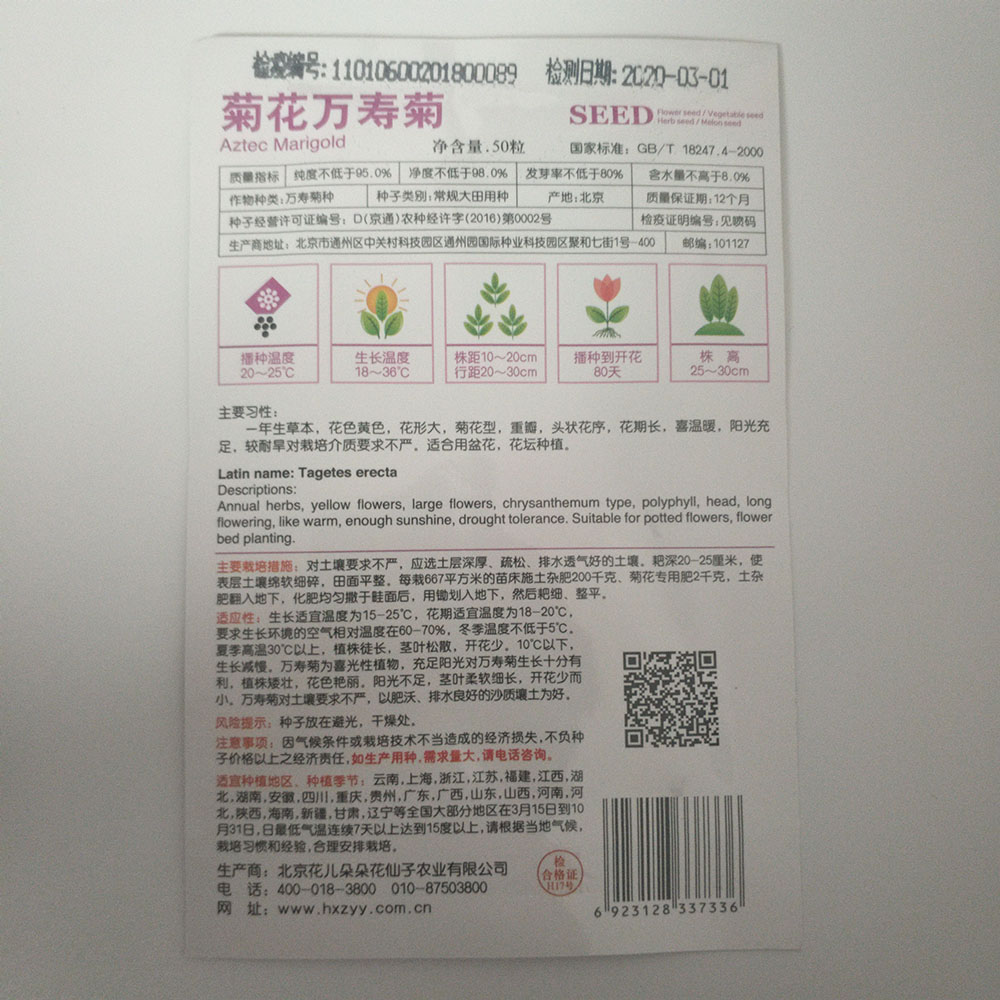 检疫编号:11010600201800089 检测日期:2020-03-01
菊花万寿菊
SEED Flower seed / Vegetable seed
Herb seed / Melon seed
Aztec Marigold
净含量.50粒
国家标准：GB/T 18247.4-2000
质量指标 纯度不低于95.0% 净度不低于98.0% 发芽率不低于80% 含水量不高于8.0%
作物种类:万寿菊种 种子类别:常规大田用种 产地:北京 质量保证期:12个月
种子经营许可证编号：D(京通)农种经许字(2016)第0002号 检疫证明编号:见喷码
生产商地址：北京市通州区中关村科技园区通州园国际种业科技园区聚和七街1号-400 邮编:101127
播种温度
20～25℃
生长温度
18～36℃
株距10～20cm
行距20～30cm
播种到开花
80天
株 高
25～30cm
主要习性：
一年生草本，花色黄色，花形大，菊花型，重瓣，头状花序，花期长，喜温暖，阳光充
足，较耐旱对栽培介质要求不严。适合用盆花，花坛种植。
Latin name: Tagetes erecta
Descriptions:
Annual herbs, yellow flowers, large flowers, chrysanthemum type, polyphyll, head, long
flowering, like warm, enough sunshine, drought tolerance. Suitable for potted flowers, flower
bed planting.
主要栽培措施：对土壤要求不严，应选土层深厚、疏松、排水透气好的土壤。耙深20-25厘米，使
表层土壤绵软细碎，田面平整。每栽667平方米的苗床施土杂肥200千克、菊花专用肥2千克，土杂
肥翻入地下，化肥均匀撒于畦面后，用锄划入地下，然后耙细、整平。
适应性：生长适宜温度为15-25℃，花期适宜温度为18-20℃，
要求生长环境的空气相对温度在60-70%，冬季温度不低于5℃。
夏季高温30℃以上，植株徒长，茎叶松散，开花少。10℃以下，
生长减慢。万寿菊为喜光性植物，充足阳光对万寿菊生长十分有
利，植株矮壮，花色艳丽。阳光不足，茎叶柔软细长，开花少而
小。万寿菊对土壤要求不严，以肥沃、排水良好的沙质壤土为好。
风险提示：种子放在避光，干燥处。
注意事项：因气候条件或栽培技术不当造成的经济损失,不负种
子价格以上之经济责任,如生产用种,需求量大,请电话咨询。
适宜种植地区、种植季节：云南,上海,浙江,江苏,福建,江西,湖
北,湖南,安徽,四川,重庆,贵州,广东,广西,山东,山西,河南,河
北,陕西,海南,新疆,甘肃,辽宁等全国大部分地区在3月15日到10
月31日,日最低气温连续7天以上达到15度以上,请根据当地气候,
栽培习惯和经验,合理安排栽培。
生产商：北京花儿朵朵花仙子农业有限公司
电 话：400-018-3800 010-87503800
网 址：www.hxzyy.com.cn
检
合格证
H17号
6 923128 337336